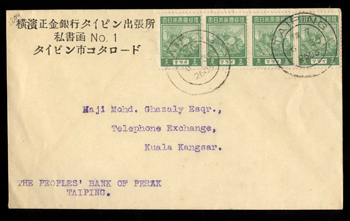 橫濱正金銀行タイピン出張所
私書函 No. 1
タイピン市コタロード
Haji Mohd. Ghazaly Esqr.,
Telephone Exchange,
Kuala Kangsar.
THE PEOPLES' BANK OF PERAK
TAIPING.